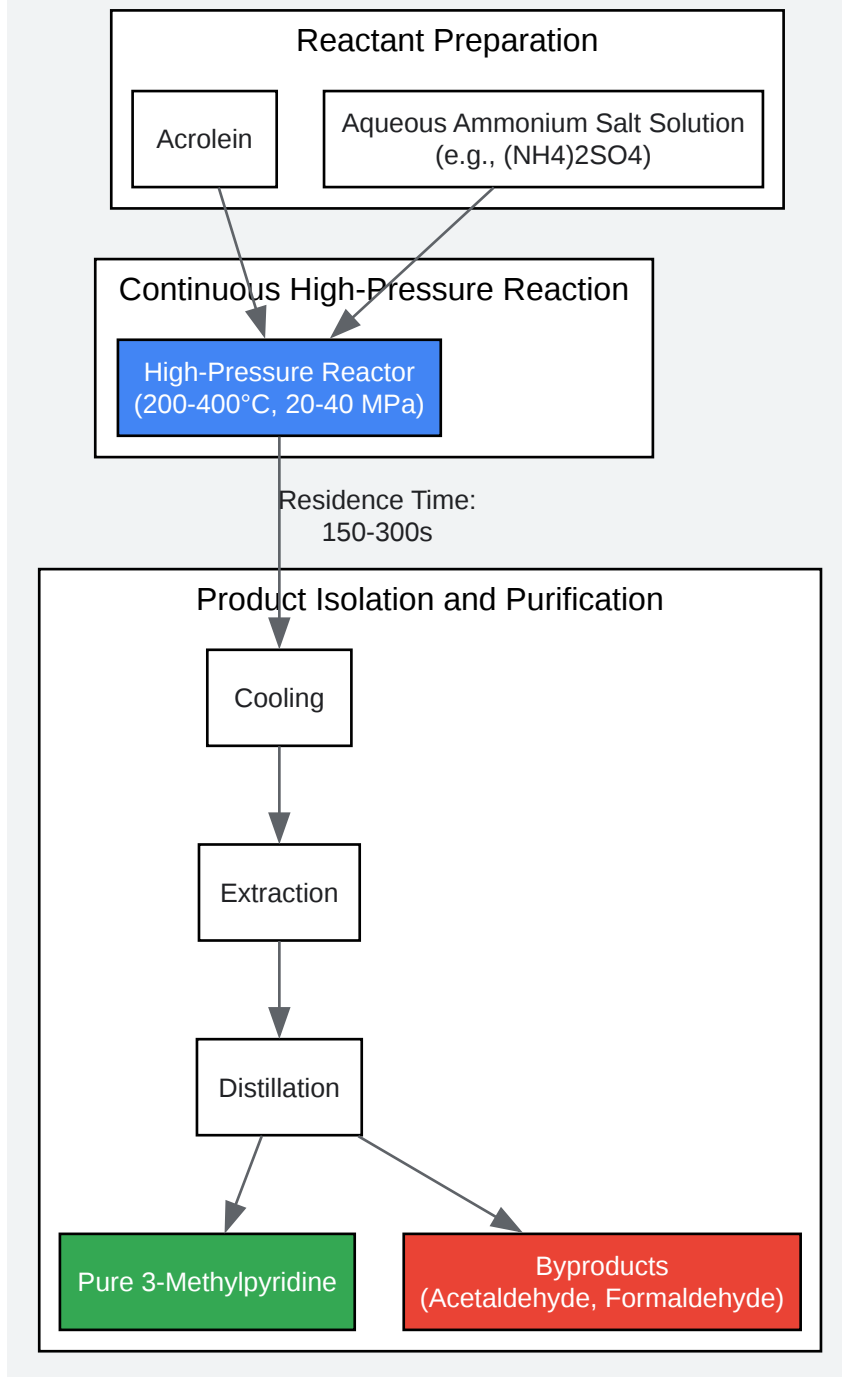 Reactant Preparation
Acrolein
Aqueous Ammonium Salt Solution
(e.g., (NH4)2SO4)
Continuous High-Pressure Reaction
High-Pressure Reactor
(200-400°C, 20-40 MPa)
Residence Time:
150-300s
Product Isolation and Purification
Cooling
Extraction
Distillation
Pure 3-Methylpyridine
Byproducts
(Acetaldehyde, Formaldehyde)